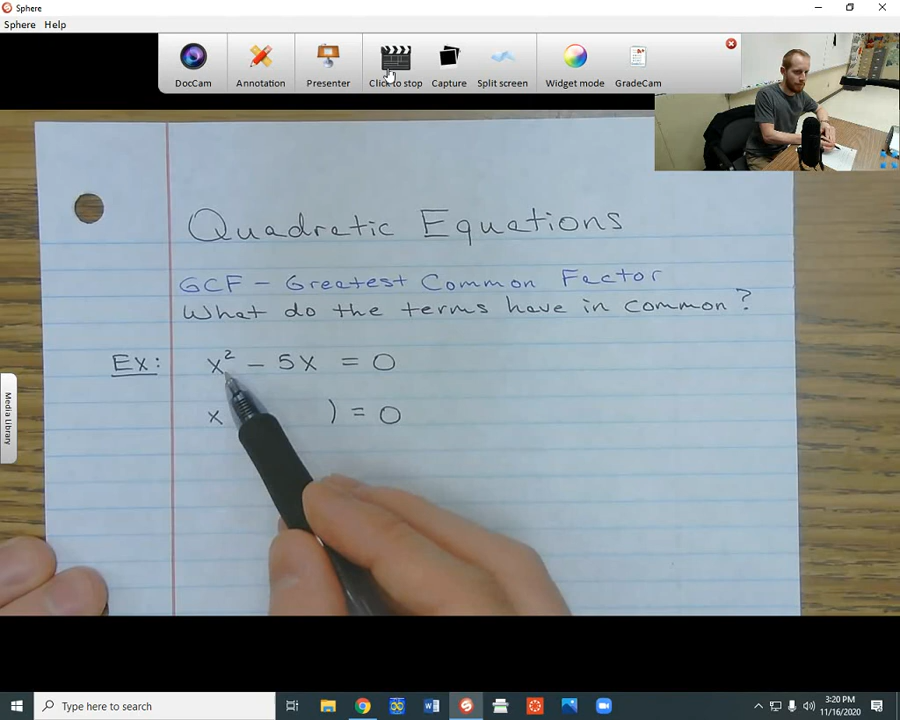 Sphere
Sphere Help
DocCam Annotation Presenter Click to stop Capture Split screen Widget mode GradeCam
Quadratic Equations
GCF - Greatest Common Factor
What do the terms have in common?
Ex: x² - 5x = 0
x ) = 0
Media Library
Type here to search
3:20 PM
11/16/2020